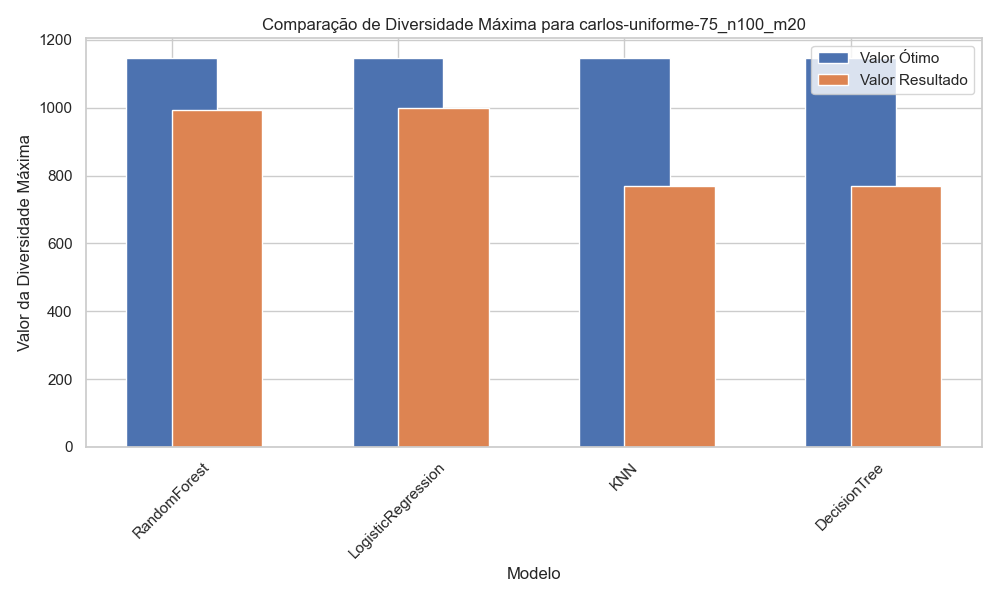 Comparação de Diversidade Máxima para carlos-uniforme-75_n100_m20
Valor Ótimo
Valor Resultado
Valor da Diversidade Máxima
1200
1000
800
600
400
200
0
RandomForest
LogisticRegression
KNN
DecisionTree
Modelo